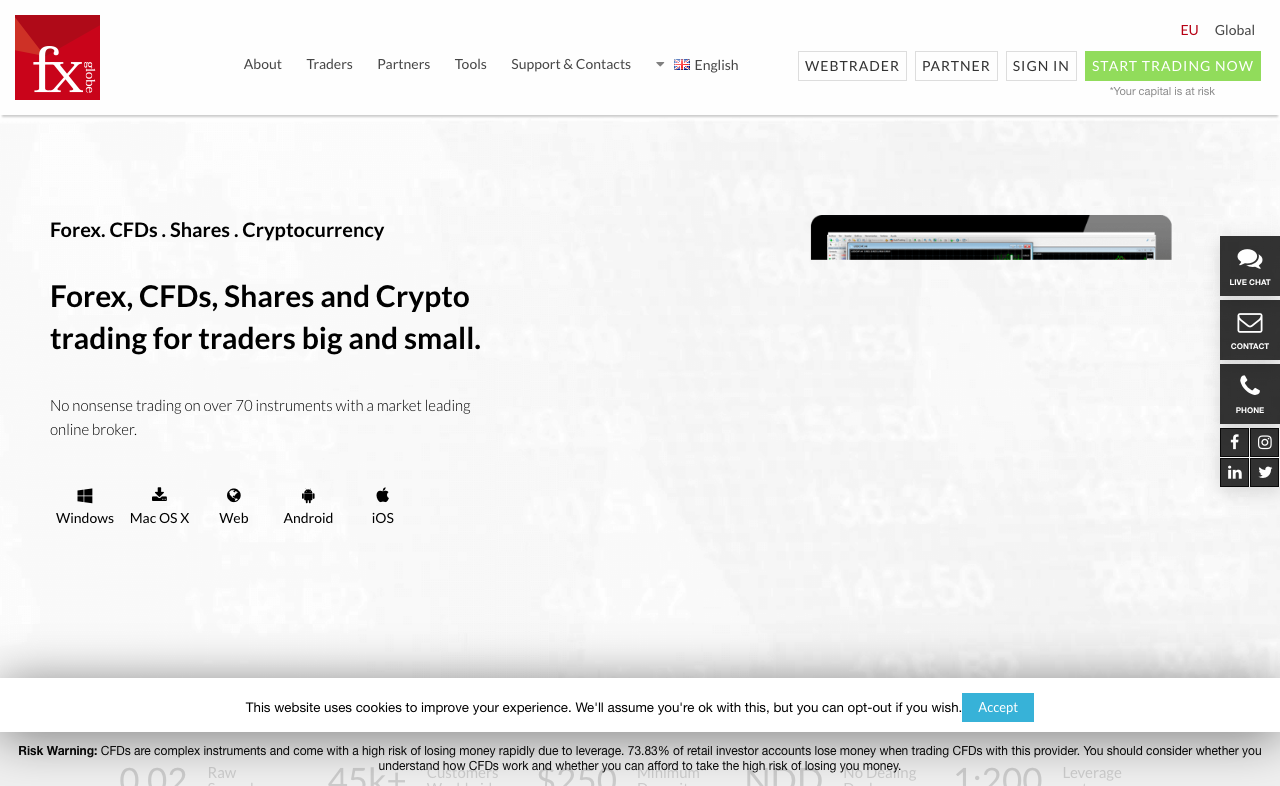 fx globe
EU Global
About Traders Partners Tools Support & Contacts English
WEBTRADER PARTNER SIGN IN START TRADING NOW
*Your capital is at risk
Forex. CFDs . Shares . Cryptocurrency
Forex, CFDs, Shares and Crypto
trading for traders big and small.
No nonsense trading on over 70 instruments with a market leading
online broker.
Windows Mac OS X Web Android iOS
LIVE CHAT
CONTACT
PHONE
This website uses cookies to improve your experience. We'll assume you're ok with this, but you can opt-out if you wish. Accept
Risk Warning: CFDs are complex instruments and come with a high risk of losing money rapidly due to leverage. 73.83% of retail investor accounts lose money when trading CFDs with this provider. You should consider whether you
understand how CFDs work and whether you can afford to take the high risk of losing you money.
0.02 Raw 45k+ Customers $250 Minimum NDD No Dealing 1:200 Leverage